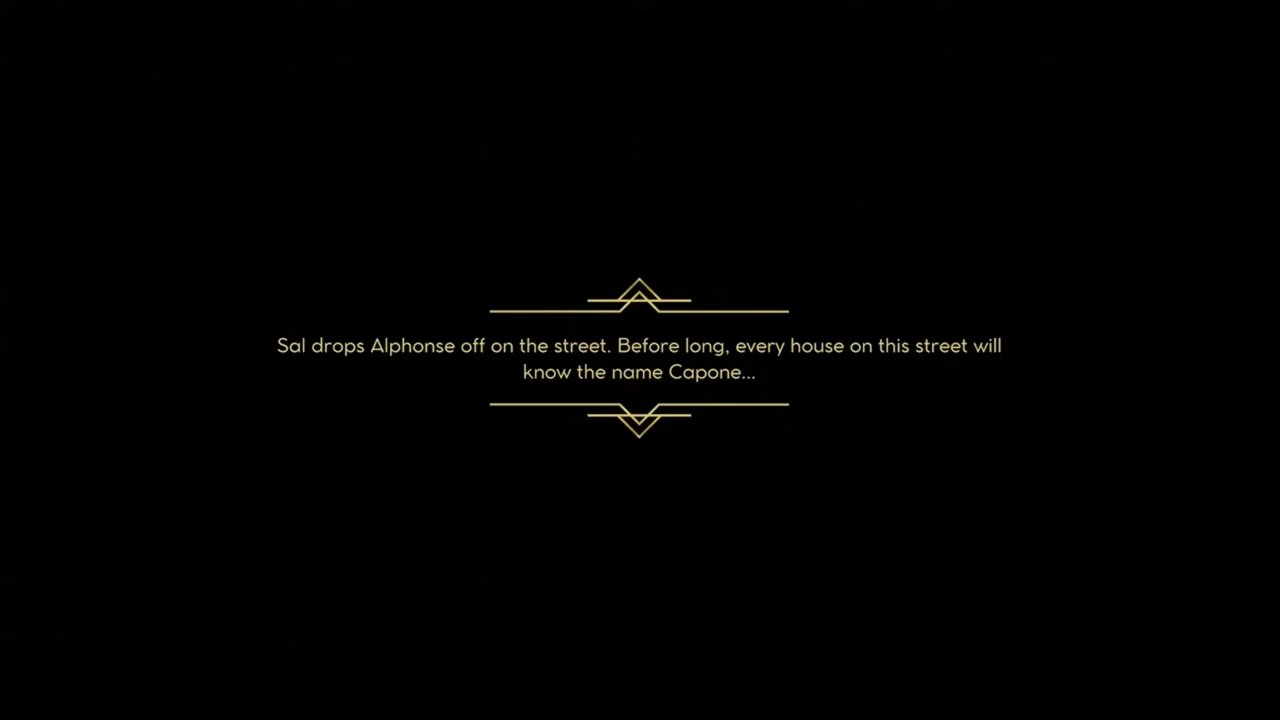 Sal drops Alphonse off on the street. Before long, every house on this street will
know the name Capone...